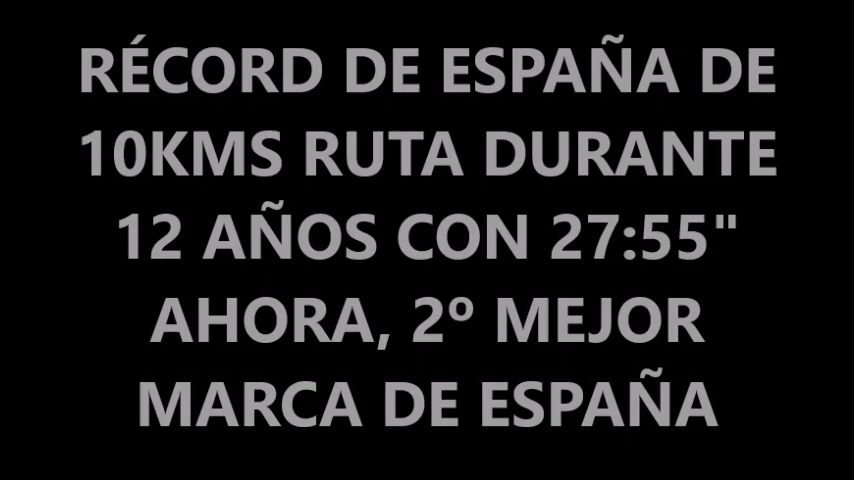 RÉCORD DE ESPAÑA DE
10KMS RUTA DURANTE
12 AÑOS CON 27:55"
AHORA, 2º MEJOR
MARCA DE ESPAÑA